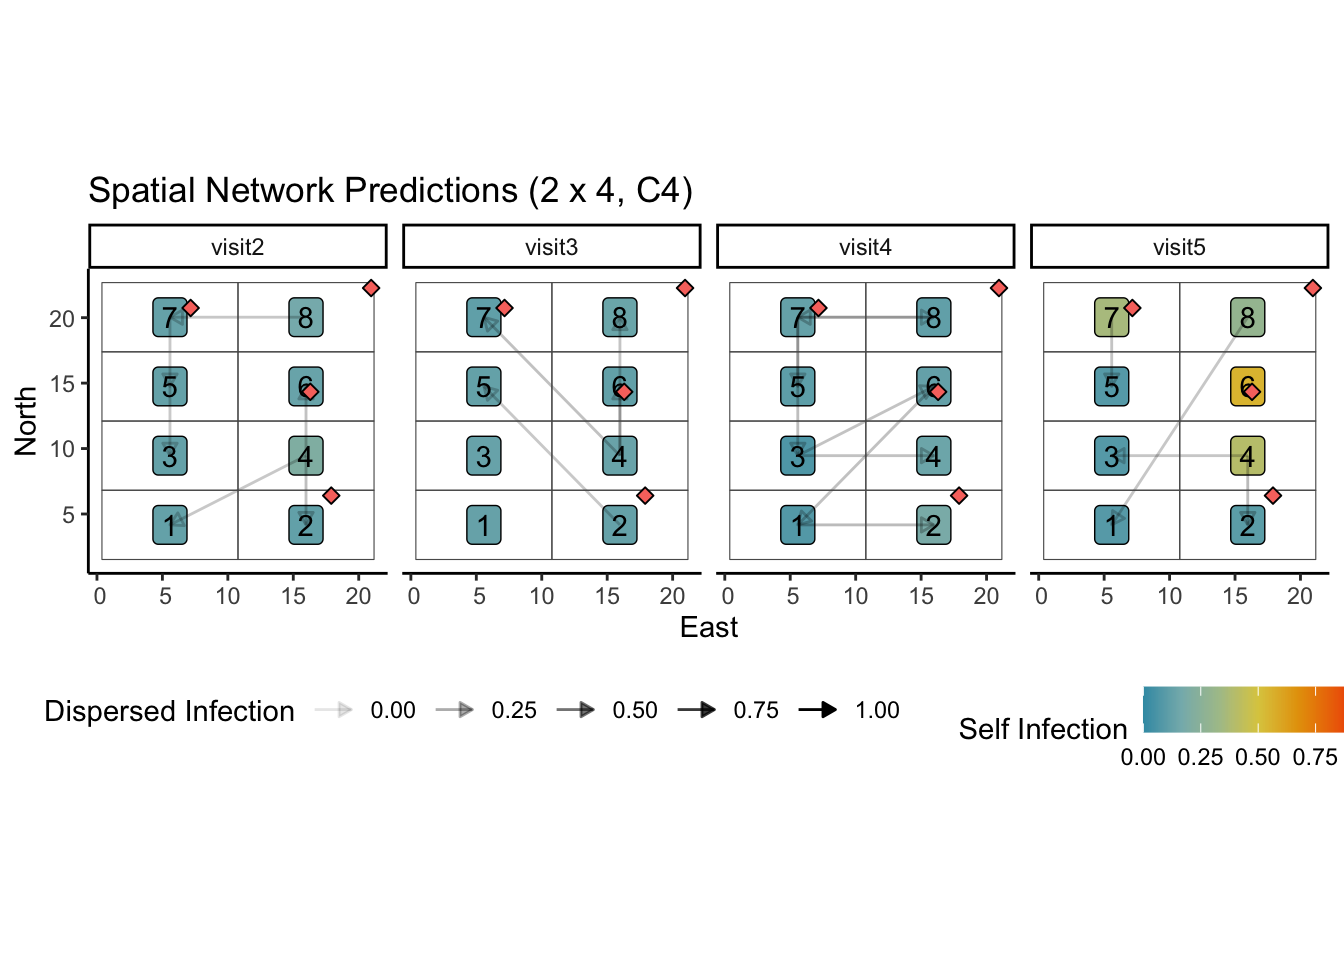 Spatial Network Predictions (2 x 4, C4)
visit2 visit3 visit4 visit5
20 7 8 7 8 7 8 7 8
15 5 6 5 6 5 6 5 6
10 3 4 3 4 3 4 3 4
5 1 2 1 2 1 2 1 2
North
0 5 10 15 20 0 5 10 15 20 0 5 10 15 20 0 5 10 15 20
East
Dispersed Infection 0.00 0.25 0.50 0.75 1.00
Self Infection
0.00 0.25 0.50 0.75